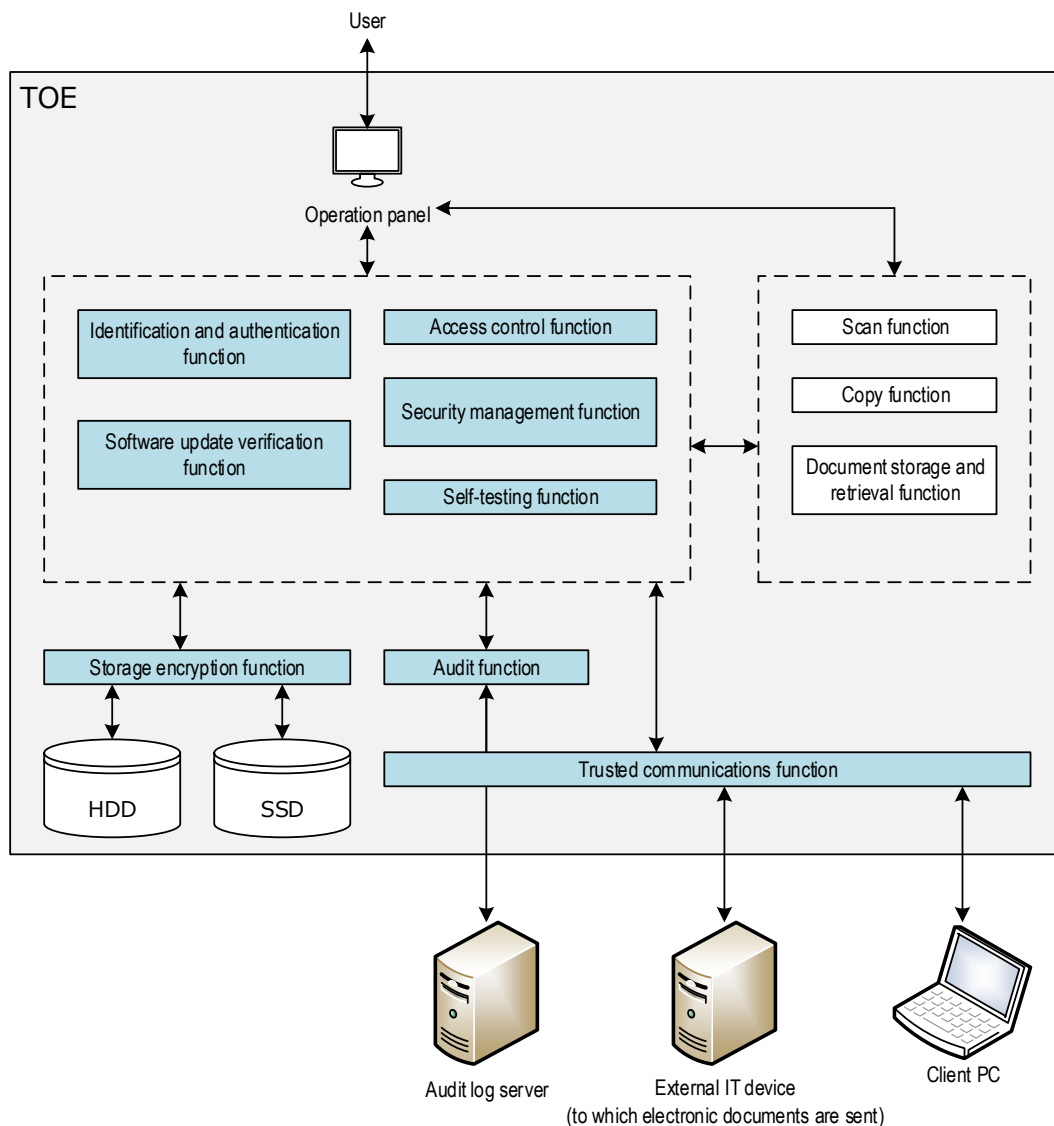 User
TOE
Operation panel
Identification and authentication
function
Access control function
Security management function
Software update verification
function
Self-testing function
Scan function
Copy function
Document storage and
retrieval function
Storage encryption function
Audit function
Trusted communications function
HDD
SSD
Audit log server
External IT device
(to which electronic documents are sent)
Client PC